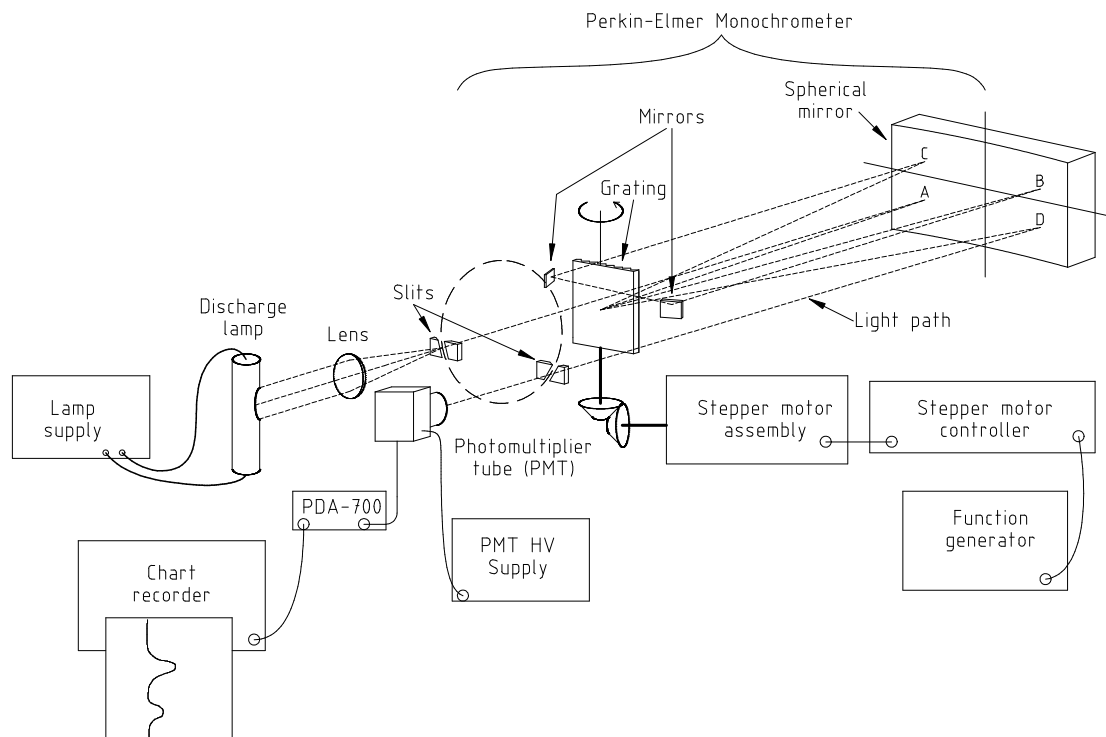 Perkin-Elmer Monochrometer
Spherical
mirror
Mirrors
C
Grating
B
A
D
Slits
Discharge
lamp
Lens
Light path
Lamp
supply
Stepper motor
assembly
Stepper motor
controller
Photomultiplier
tube (PMT)
PDA-700
Function
generator
PMT HV
Supply
Chart
recorder